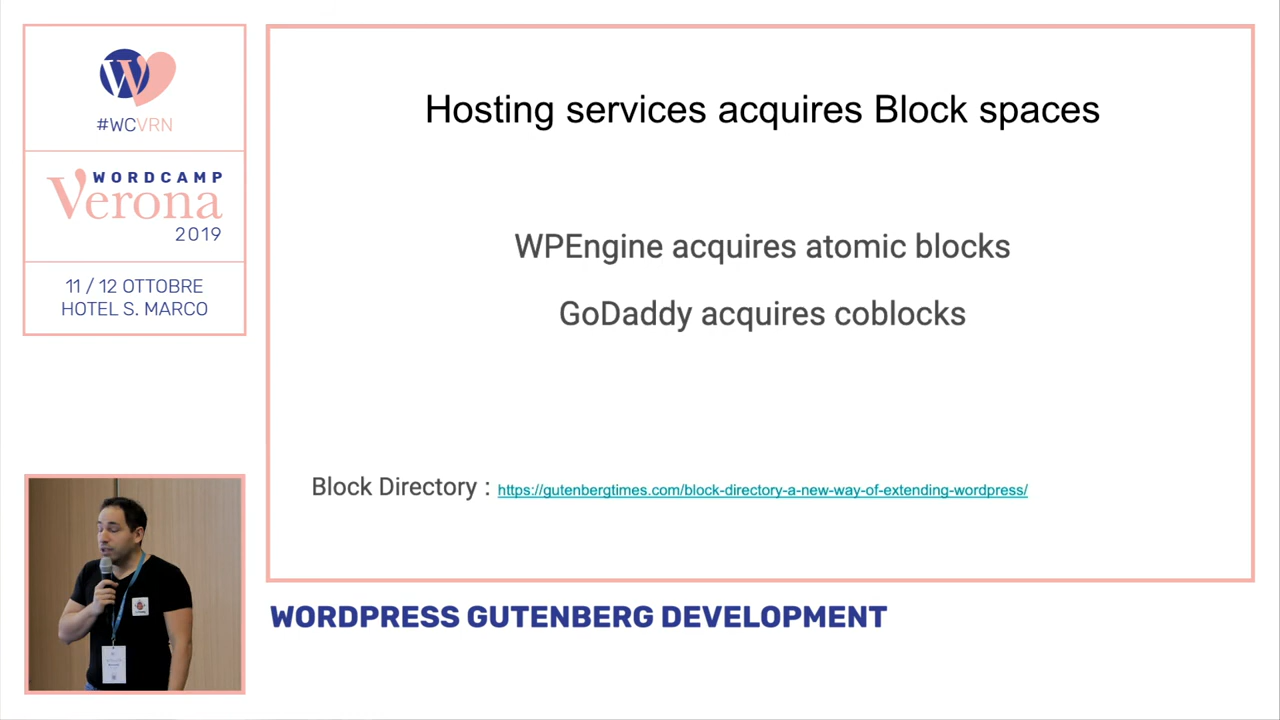 #WCVRN
WORDCAMP
Verona
2019
11 / 12 OTTOBRE
HOTEL S. MARCO
Hosting services acquires Block spaces
WPEngine acquires atomic blocks
GoDaddy acquires coblocks
Block Directory : https://gutenbergtimes.com/block-directory-a-new-way-of-extending-wordpress/
WORDPRESS GUTENBERG DEVELOPMENT